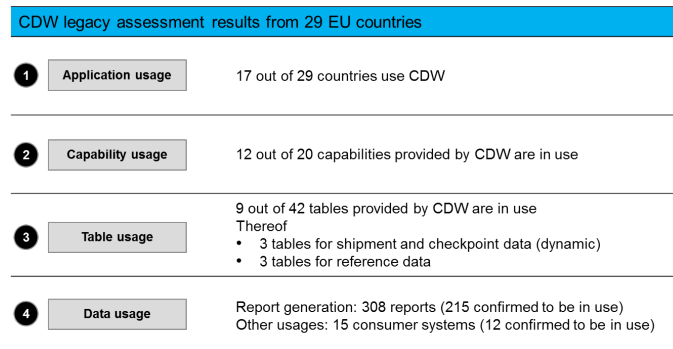 CDW legacy assessment results from 29 EU countries
1 Application usage 17 out of 29 countries use CDW
2 Capability usage 12 out of 20 capabilities provided by CDW are in use
3 Table usage
9 out of 42 tables provided by CDW are in use
Thereof
• 3 tables for shipment and checkpoint data (dynamic)
• 3 tables for reference data
4 Data usage
Report generation: 308 reports (215 confirmed to be in use)
Other usages: 15 consumer systems (12 confirmed to be in use)